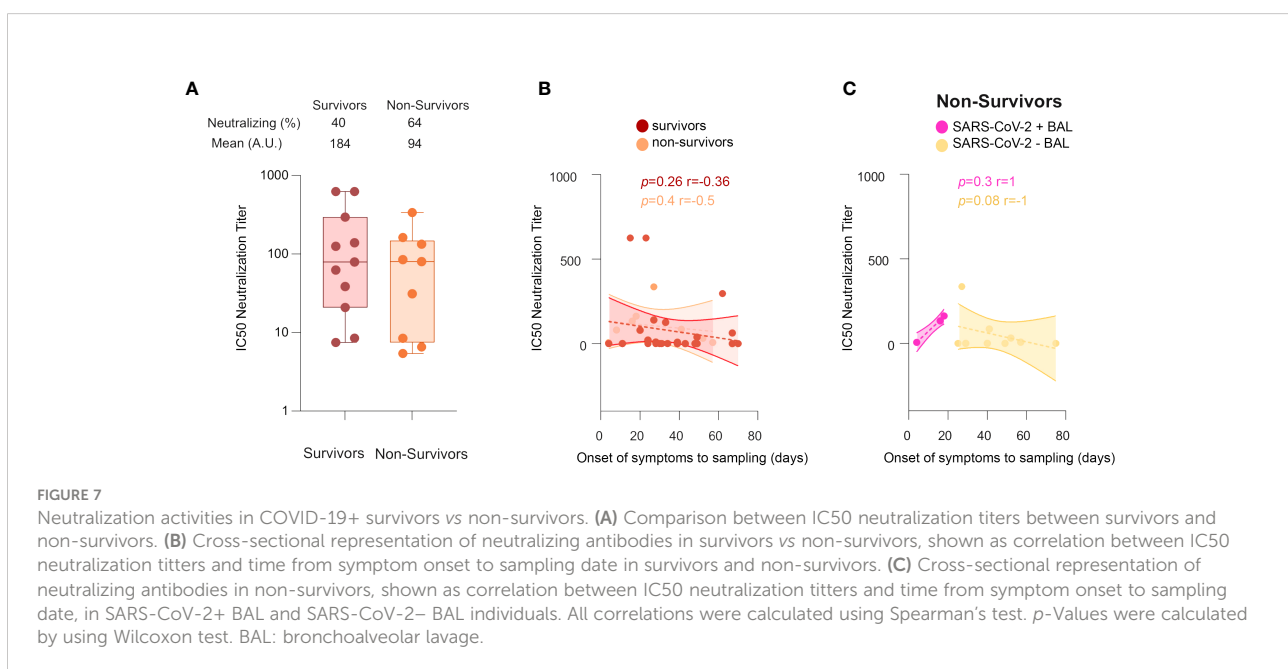 A
Survivors Non-Survivors
Neutralizing (%) 40 64
Mean (A.U.) 184 94
IC50 Neutralization Titer
1000
100
10
1
Survivors Non-Survivors
B
survivors
non-survivors
p=0.26 r=-0.36
p=0.4 r=-0.5
IC50 Neutralization Titer
1000
500
0
0 20 40 60 80
Onset of symptoms to sampling (days)
C
Non-Survivors
SARS-CoV-2 + BAL
SARS-CoV-2 - BAL
p=0.3 r=1
p=0.08 r=-1
IC50 Neutralization Titer
1000
500
0
0 20 40 60 80
Onset of symptoms to sampling (days)
FIGURE 7
Neutralization activities in COVID-19+ survivors vs non-survivors. (A) Comparison between IC50 neutralization titers between survivors and
non-survivors. (B) Cross-sectional representation of neutralizing antibodies in survivors vs non-survivors, shown as correlation between IC50
neutralization titters and time from symptom onset to sampling date in survivors and non-survivors. (C) Cross-sectional representation of
neutralizing antibodies in non-survivors, shown as correlation between IC50 neutralization titters and time from symptom onset to sampling
date, in SARS-CoV-2+ BAL and SARS-CoV-2– BAL individuals. All correlations were calculated using Spearman's test. p-Values were calculated
by using Wilcoxon test. BAL: bronchoalveolar lavage.